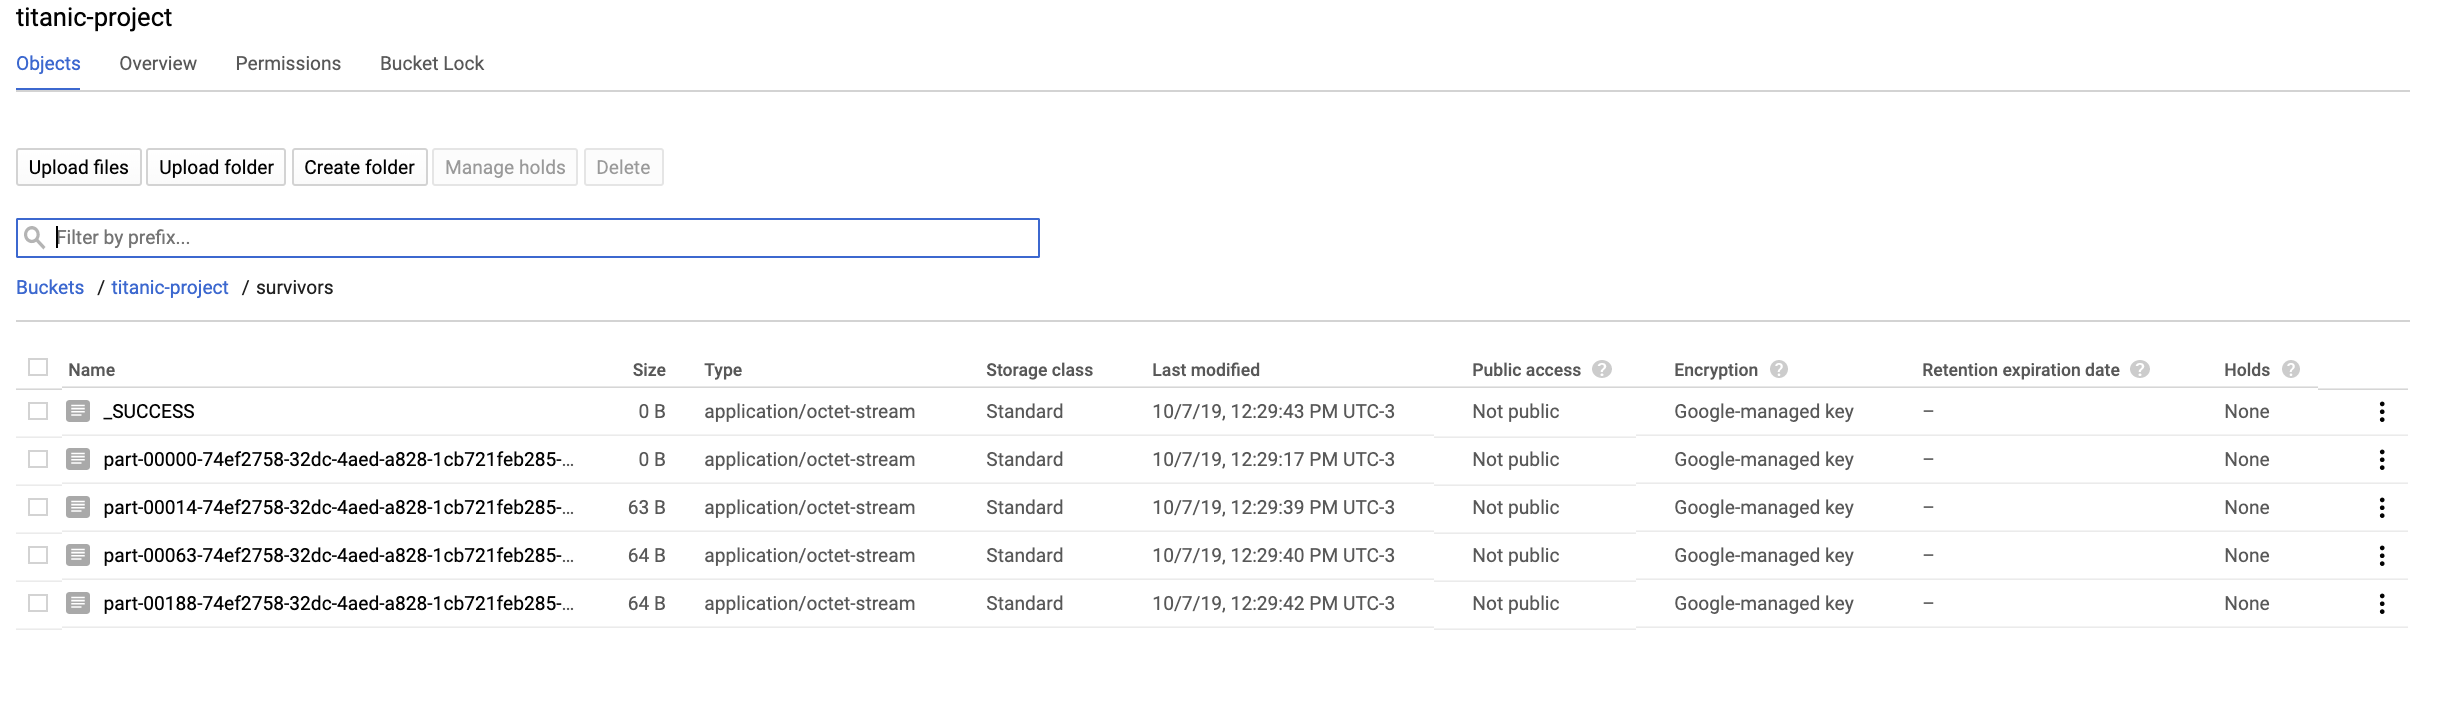 titanic-project
Objects Overview Permissions Bucket Lock
Upload files Upload folder Create folder Manage holds Delete
Filter by prefix...
Buckets / titanic-project / survivors
Name Size Type Storage class Last modified Public access ? Encryption ? Retention expiration date ? Holds ?
_SUCCESS 0 B application/octet-stream Standard 10/7/19, 12:29:43 PM UTC-3 Not public Google-managed key – None
part-00000-74ef2758-32dc-4aed-a828-1cb721feb285-... 0 B application/octet-stream Standard 10/7/19, 12:29:17 PM UTC-3 Not public Google-managed key – None
part-00014-74ef2758-32dc-4aed-a828-1cb721feb285-... 63 B application/octet-stream Standard 10/7/19, 12:29:39 PM UTC-3 Not public Google-managed key – None
part-00063-74ef2758-32dc-4aed-a828-1cb721feb285-... 64 B application/octet-stream Standard 10/7/19, 12:29:40 PM UTC-3 Not public Google-managed key – None
part-00188-74ef2758-32dc-4aed-a828-1cb721feb285-... 64 B application/octet-stream Standard 10/7/19, 12:29:42 PM UTC-3 Not public Google-managed key – None